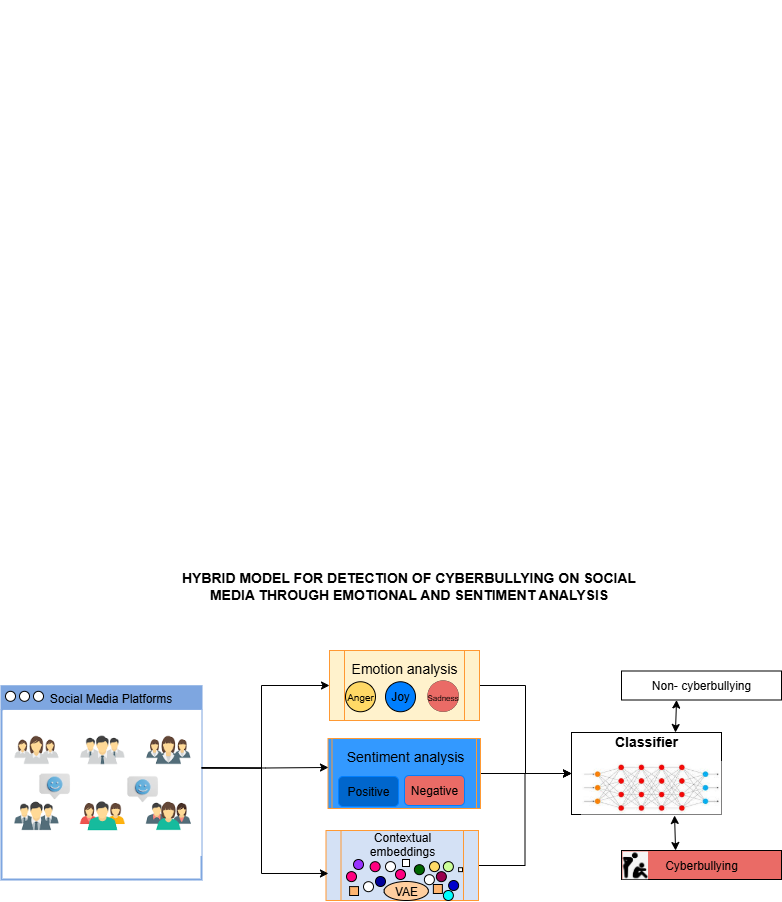 HYBRID MODEL FOR DETECTION OF CYBERBULLYING ON SOCIAL
MEDIA THROUGH EMOTIONAL AND SENTIMENT ANALYSIS
Social Media Platforms
Emotion analysis
Anger
Joy
Sadness
Sentiment analysis
Positive
Negative
Contextual
embeddings
VAE
Non- cyberbullying
Classifier
Cyberbullying